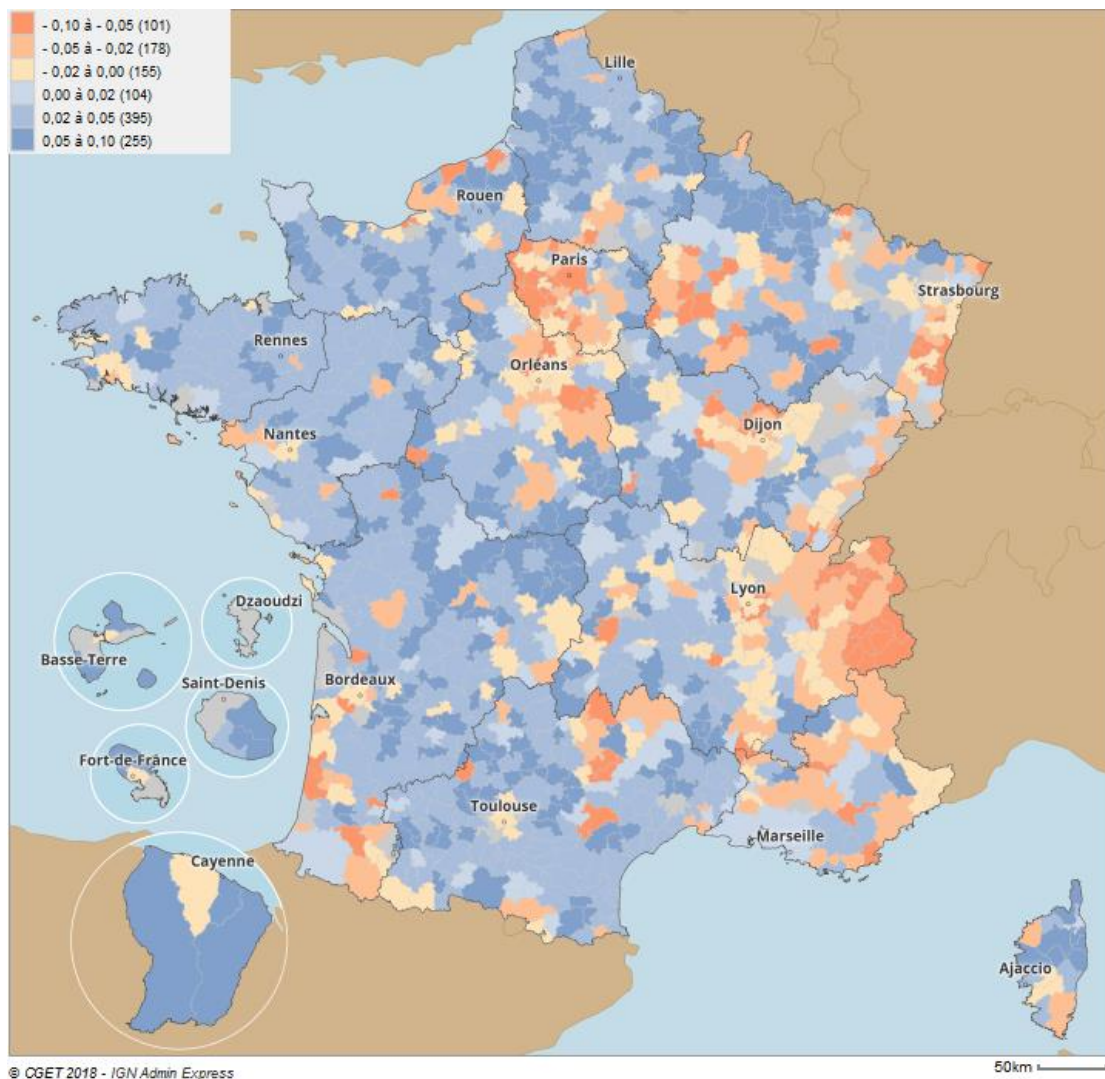 - 0,10 à - 0,05 (101)
- 0,05 à - 0,02 (178)
- 0,02 à 0,00 (155)
0,00 à 0,02 (104)
0,02 à 0,05 (395)
0,05 à 0,10 (255)
Lille
Rouen
Paris
Strasbourg
Rennes
Orléans
Dijon
Nantes
Lyon
Dzaoudzi
Basse-Terre
Saint-Denis
Bordeaux
Fort-de-France
Toulouse
Marseille
Cayenne
Ajaccio
50km
© CGET 2018 - IGN Admin Express